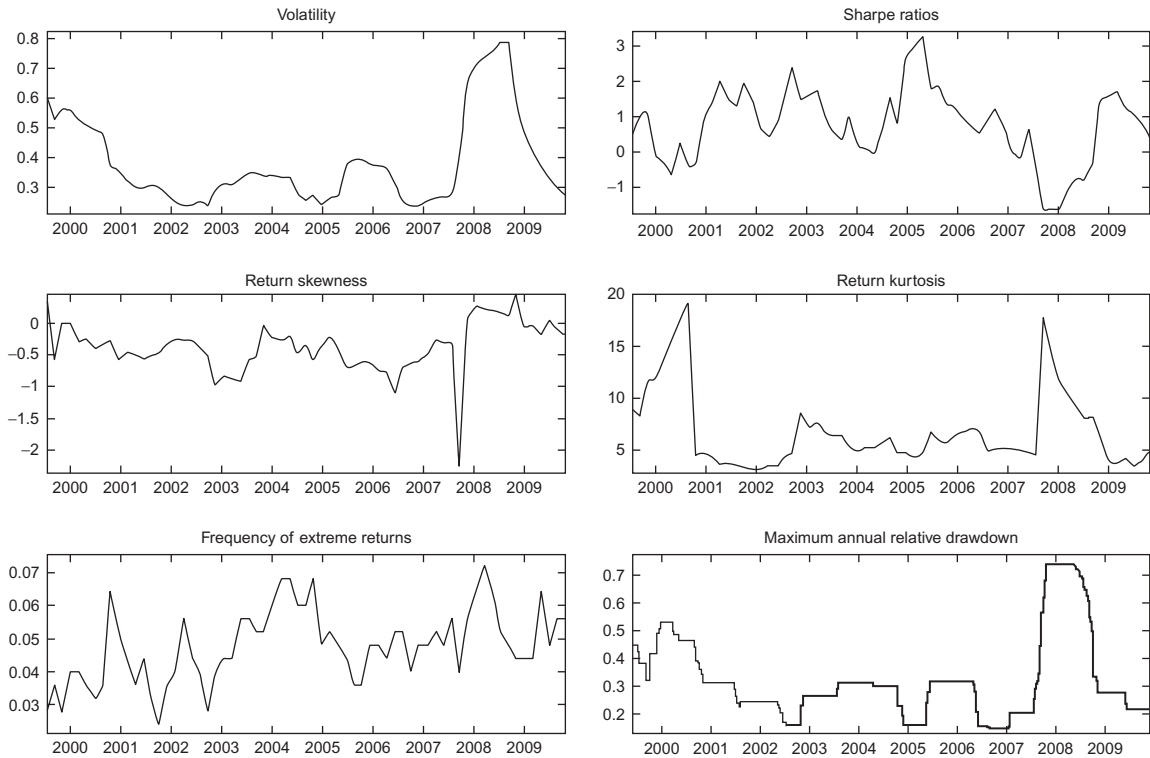 Volatility
0.8
0.7
0.6
0.5
0.4
0.3
2000 2001 2002 2003 2004 2005 2006 2007 2008 2009
Sharpe ratios
3
2
1
0
−1
2000 2001 2002 2003 2004 2005 2006 2007 2008 2009
Return skewness
0
−0.5
−1
−1.5
−2
2000 2001 2002 2003 2004 2005 2006 2007 2008 2009
Return kurtosis
20
15
10
5
2000 2001 2002 2003 2004 2005 2006 2007 2008 2009
Frequency of extreme returns
0.07
0.06
0.05
0.04
0.03
2000 2001 2002 2003 2004 2005 2006 2007 2008 2009
Maximum annual relative drawdown
0.7
0.6
0.5
0.4
0.3
0.2
2000 2001 2002 2003 2004 2005 2006 2007 2008 2009